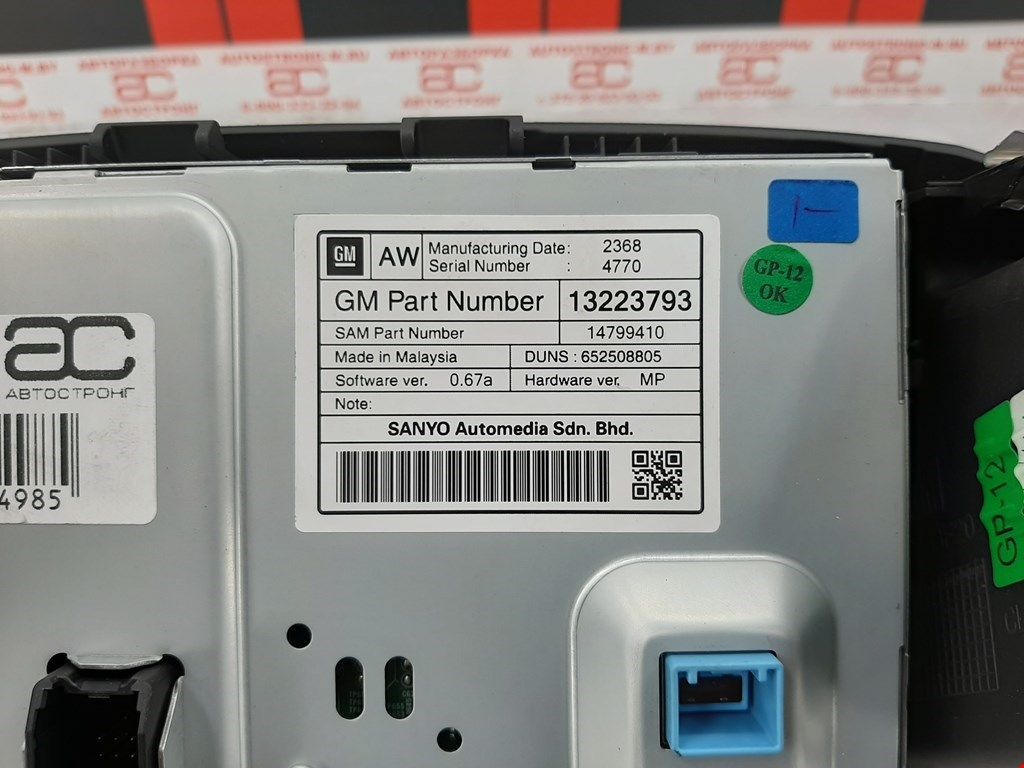 АВТОРАЗБОРКА
АВТОСТРОНГ
GM
AW
Manufacturing Date: 2368
Serial Number : 4770
GM Part Number 13223793
SAM Part Number 14799410
Made in Malaysia DUNS : 652508805
Software ver. 0.67a Hardware ver. MP
Note:
SANYO Automedia Sdn. Bhd.
GP-12
OK
ac
АВТОСТРОНГ
4985
GP-12